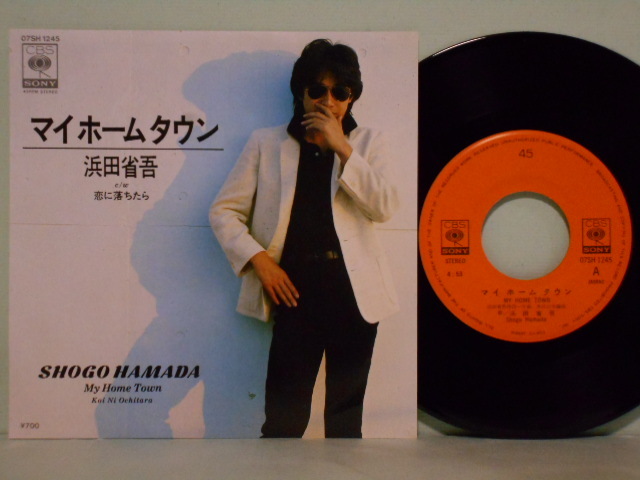 07SH 1245
CBS
SONY
マイ ホーム タウン
浜田省吾
c/w
恋に落ちたら
SHOGO HAMADA
My Home Town
Koi Ni Ochitara
¥700
45
CBS
SONY
STEREO
CBS
SONY
07SH 1245
A
マイ ホーム タウン
MY HOME TOWN
浜田省吾
Shogo Hamada